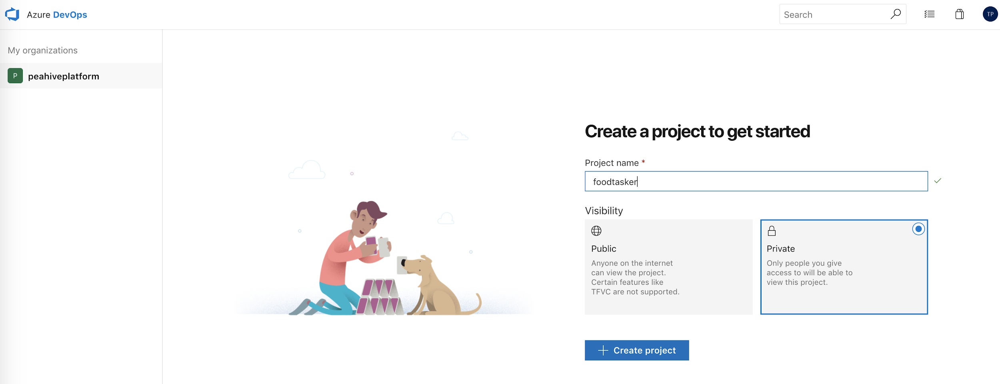 Azure DevOps
Search
TP
My organizations
P
peahiveplatform
Create a project to get started
Project name *
foodtasker
Visibility
Public
Anyone on the internet
can view the project.
Certain features like
TFVC are not supported.
Private
Only people you give
access to will be able to
view this project.
Create project